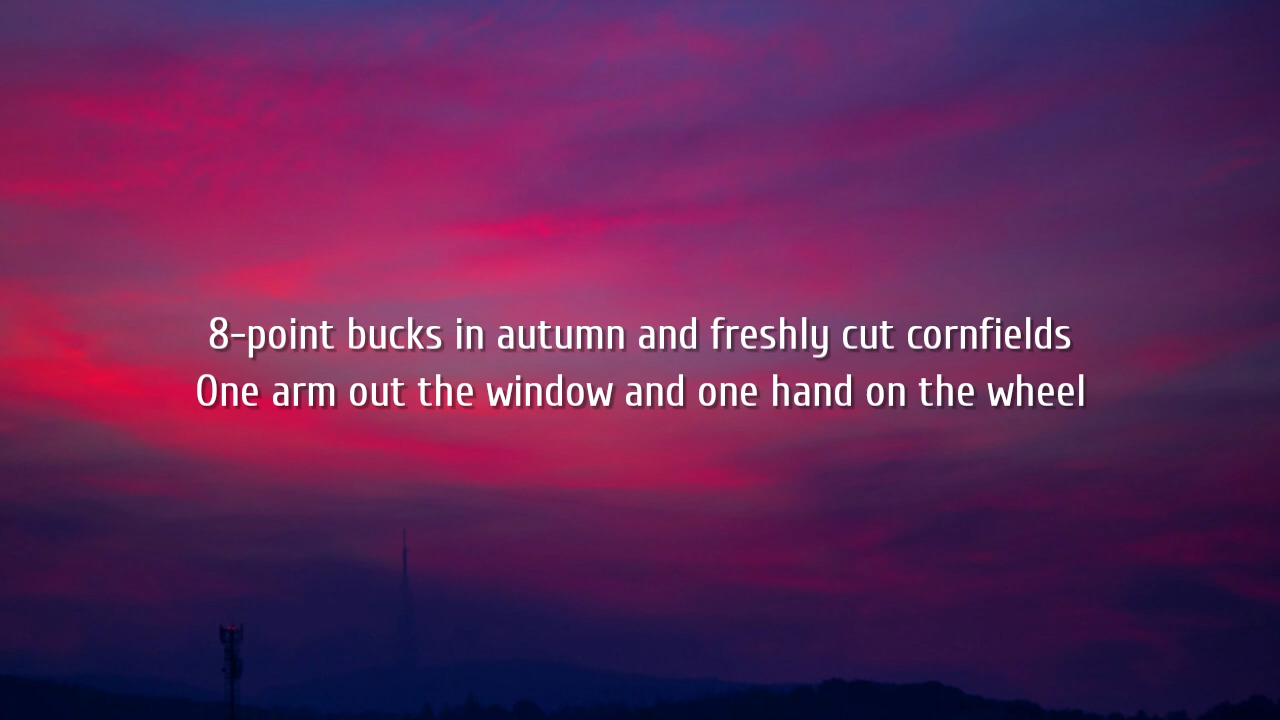 8-point bucks in autumn and freshly cut cornfields
One arm out the window and one hand on the wheel